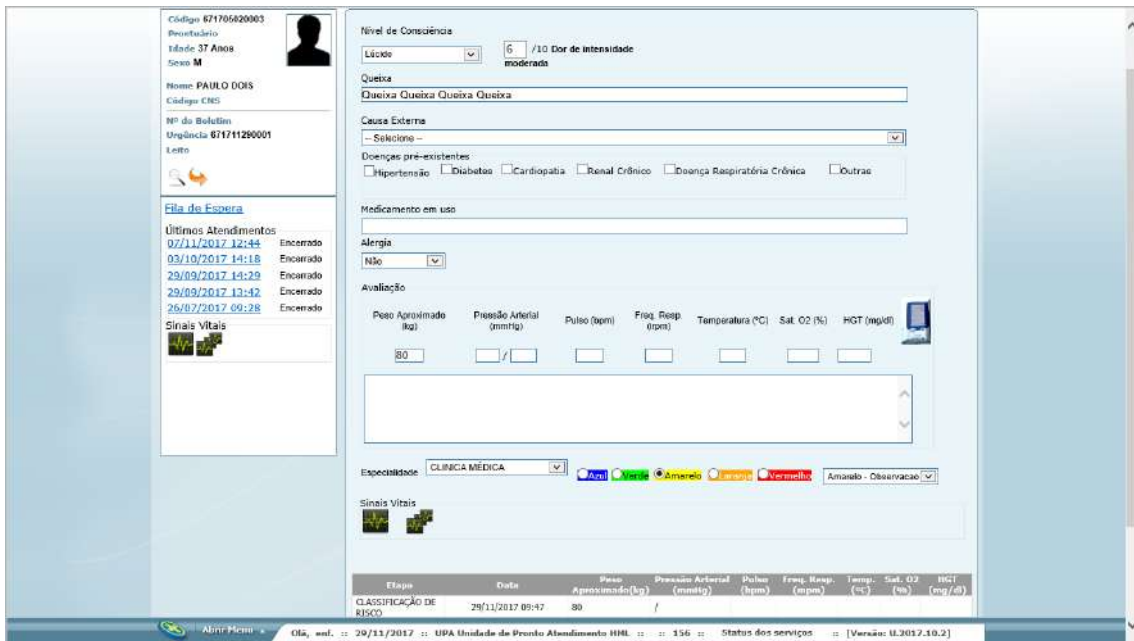 Código 671705020003
Prontuário
Idade 37 Anos
Sexo M
Nome PAULO DOIS
Código CNS
Nº do Boletim
Urgência 671711290001
Leito
Fila de Espera
Últimos Atendimentos
07/11/2017 12:44 Encerrado
03/10/2017 14:18 Encerrado
29/09/2017 14:29 Encerrado
29/09/2017 13:42 Encerrado
26/07/2017 09:28 Encerrado
Sinais Vitais
Nível de Consciência
Lúcido 6 /10 Dor de intensidade
moderada
Queixa
Queixa Queixa Queixa Queixa
Causa Externa
-- Selecione --
Doenças pré-existentes
Hipertensão Diabetes Cardiopatia Renal Crônico Doença Respiratória Crônica Outras
Medicamento em uso
Alergia
Não
Avaliação
Peso Aproximado (kg) Pressão Arterial (mmHg) Pulso (bpm) Freq. Resp. (irpm) Temperatura (°C) Sat. O2 (%) HGT (mg/dl)
80 /
Especialidade CLINICA MÉDICA Azul Verde Amarelo Laranja Vermelho Amarelo - Observacao
Sinais Vitais
Etapa Data Peso Aproximado(kg) Pressão Arterial (mmHg) Pulso (bpm) Freq. Resp. (mpm) Temp. (°C) Sat. O2 (%) HGT (mg/dl)
CLASSIFICAÇÃO DE RISCO 29/11/2017 09:47 80 /
Abrir Menu Olá, enf. :: 29/11/2017 :: UPA Unidade de Pronto Atendimento HML :: :: 156 :: Status dos serviços :: [Versão: U.2017.10.2]